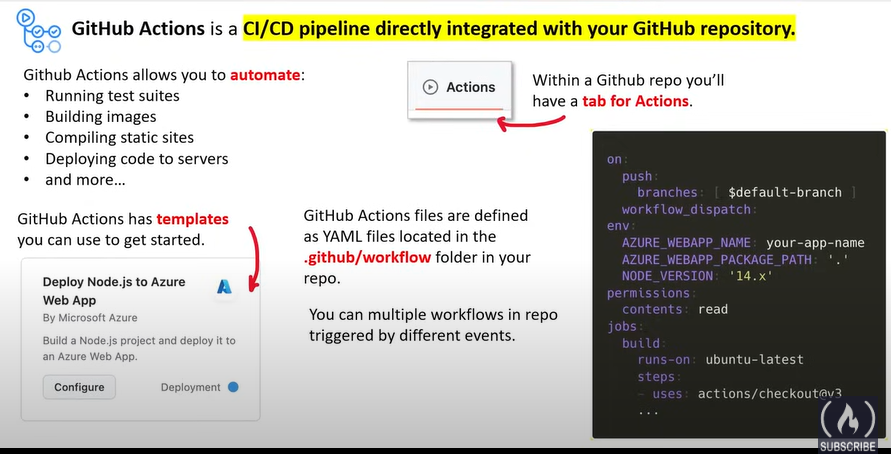 GitHub Actions is a CI/CD pipeline directly integrated with your GitHub repository.
Github Actions allows you to automate:
• Running test suites
• Building images
• Compiling static sites
• Deploying code to servers
• and more…
Actions
Within a Github repo you'll
have a tab for Actions.
GitHub Actions has templates
you can use to get started.
Deploy Node.js to Azure
Web App
By Microsoft Azure
Build a Node.js project and deploy it to
an Azure Web App.
Configure
Deployment
GitHub Actions files are defined
as YAML files located in the
.github/workflow folder in your
repo.
You can multiple workflows in repo
triggered by different events.
on:
push:
branches: [ $default-branch ]
workflow_dispatch:
env:
AZURE_WEBAPP_NAME: your-app-name
AZURE_WEBAPP_PACKAGE_PATH: '.'
NODE_VERSION: '14.x'
permissions:
contents: read
jobs:
build:
runs-on: ubuntu-latest
steps:
- uses: actions/checkout@v3
...
SUBSCRIBE